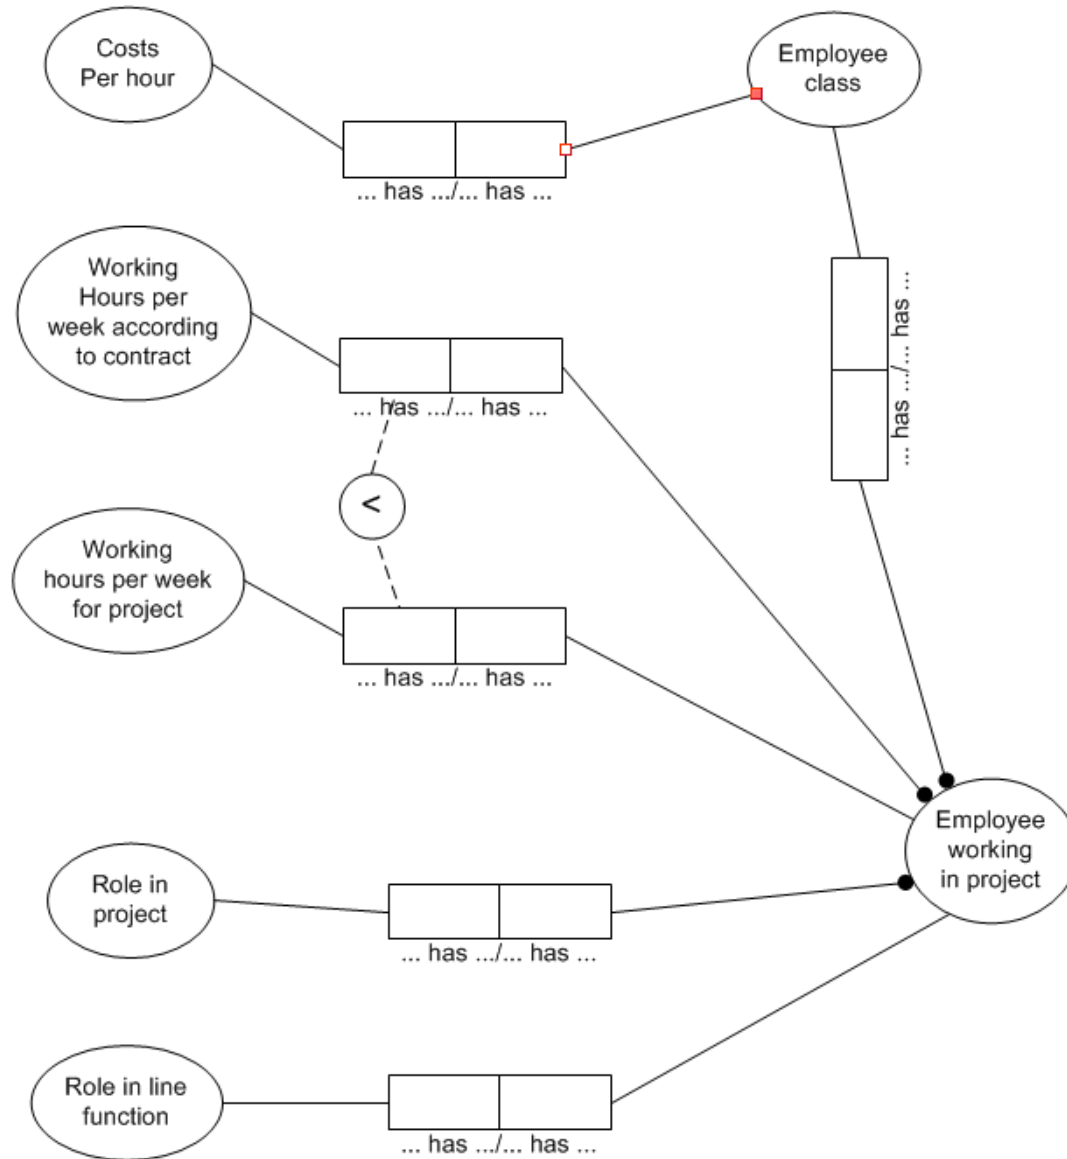 Costs
Per hour
Employee
class
... has .../... has ...
Working
Hours per
week according
to contract
... has .../... has ...
... has .../... has ...
<
Working
hours per week
for project
... has .../... has ...
Employee
working
in project
Role in
project
... has .../... has ...
Role in line
function
... has .../... has ...